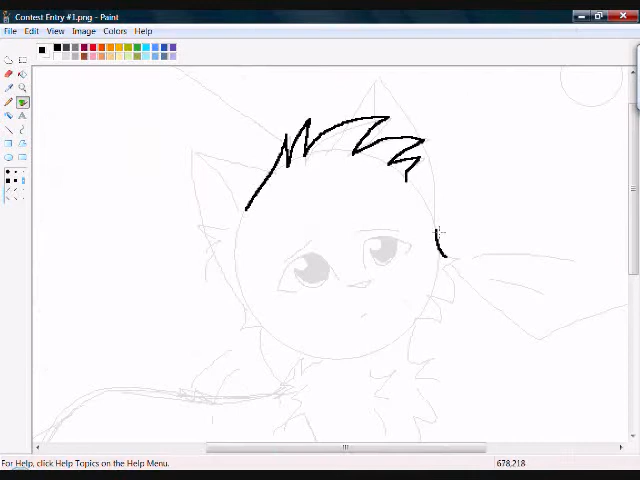 Contest Entry #1.png - Paint
File Edit View Image Colors Help
For Help, click Help Topics on the Help Menu.
678,218